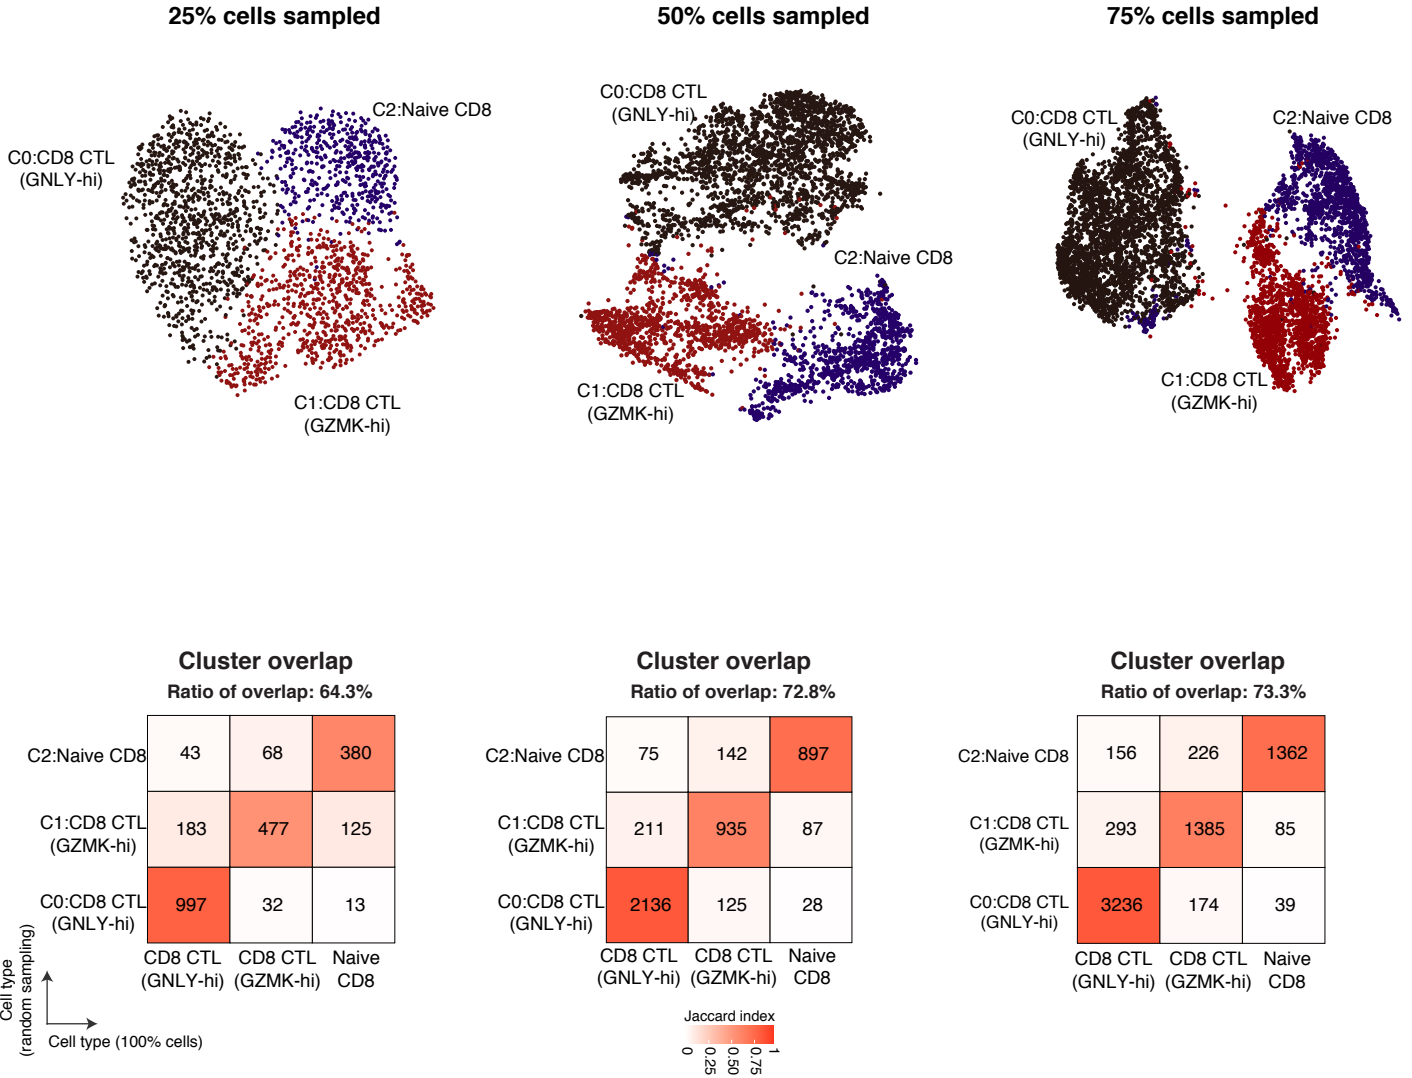 25% cells sampled
50% cells sampled
75% cells sampled
C2:Naive CD8
C0:CD8 CTL
(GNLY-hi)
C1:CD8 CTL
(GZMK-hi)
C0:CD8 CTL
(GNLY-hi)
C2:Naive CD8
C1:CD8 CTL
(GZMK-hi)
C0:CD8 CTL
(GNLY-hi)
C2:Naive CD8
C1:CD8 CTL
(GZMK-hi)
Cluster overlap
Ratio of overlap: 64.3%
C2:Naive CD8
43 68 380
C1:CD8 CTL
(GZMK-hi)
183 477 125
C0:CD8 CTL
(GNLY-hi)
997 32 13
CD8 CTL CD8 CTL Naive
(GNLY-hi) (GZMK-hi) CD8
Cluster overlap
Ratio of overlap: 72.8%
C2:Naive CD8
75 142 897
C1:CD8 CTL
(GZMK-hi)
211 935 87
C0:CD8 CTL
(GNLY-hi)
2136 125 28
CD8 CTL CD8 CTL Naive
(GNLY-hi) (GZMK-hi) CD8
Cluster overlap
Ratio of overlap: 73.3%
C2:Naive CD8
156 226 1362
C1:CD8 CTL
(GZMK-hi)
293 1385 85
C0:CD8 CTL
(GNLY-hi)
3236 174 39
CD8 CTL CD8 CTL Naive
(GNLY-hi) (GZMK-hi) CD8
Cell type
(random sampling)
Cell type (100% cells)
Jaccard index
0 0.25 0.50 0.75 1